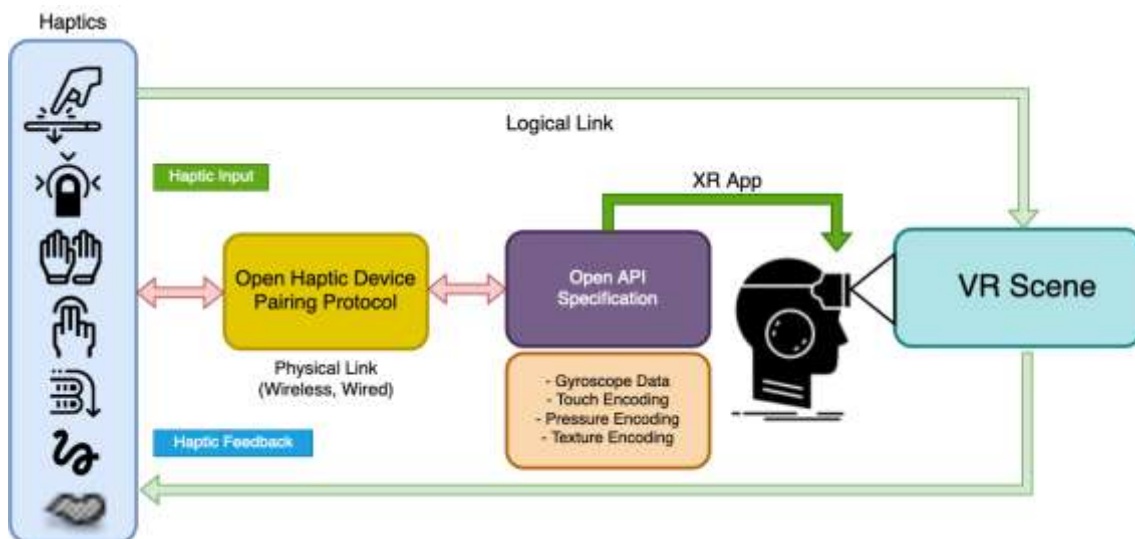 Haptics
Logical Link
Haptic Input
XR App
Open Haptic Device
Pairing Protocol
Open API
Specification
VR Scene
Physical Link
(Wireless, Wired)
- Gyroscope Data
- Touch Encoding
- Pressure Encoding
- Texture Encoding
Haptic Feedback